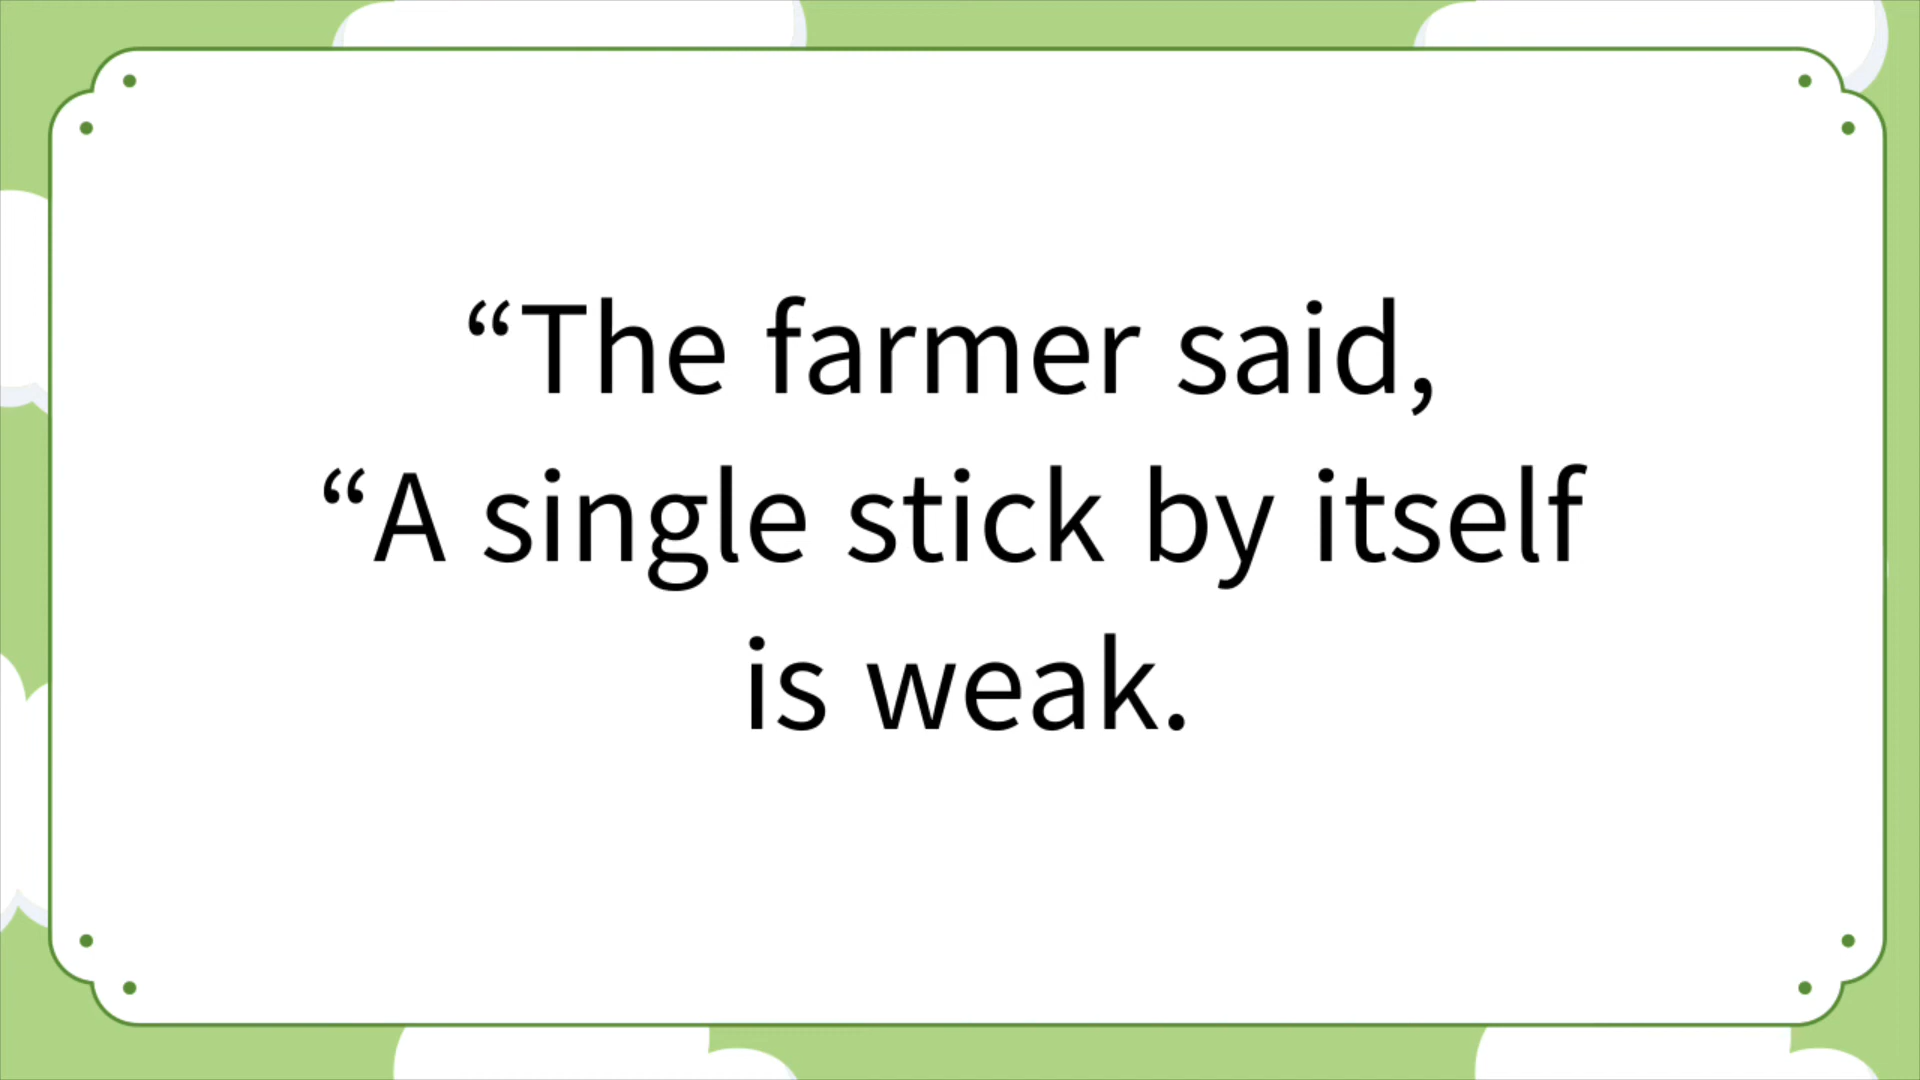 “The farmer said,
“A single stick by itself
is weak.